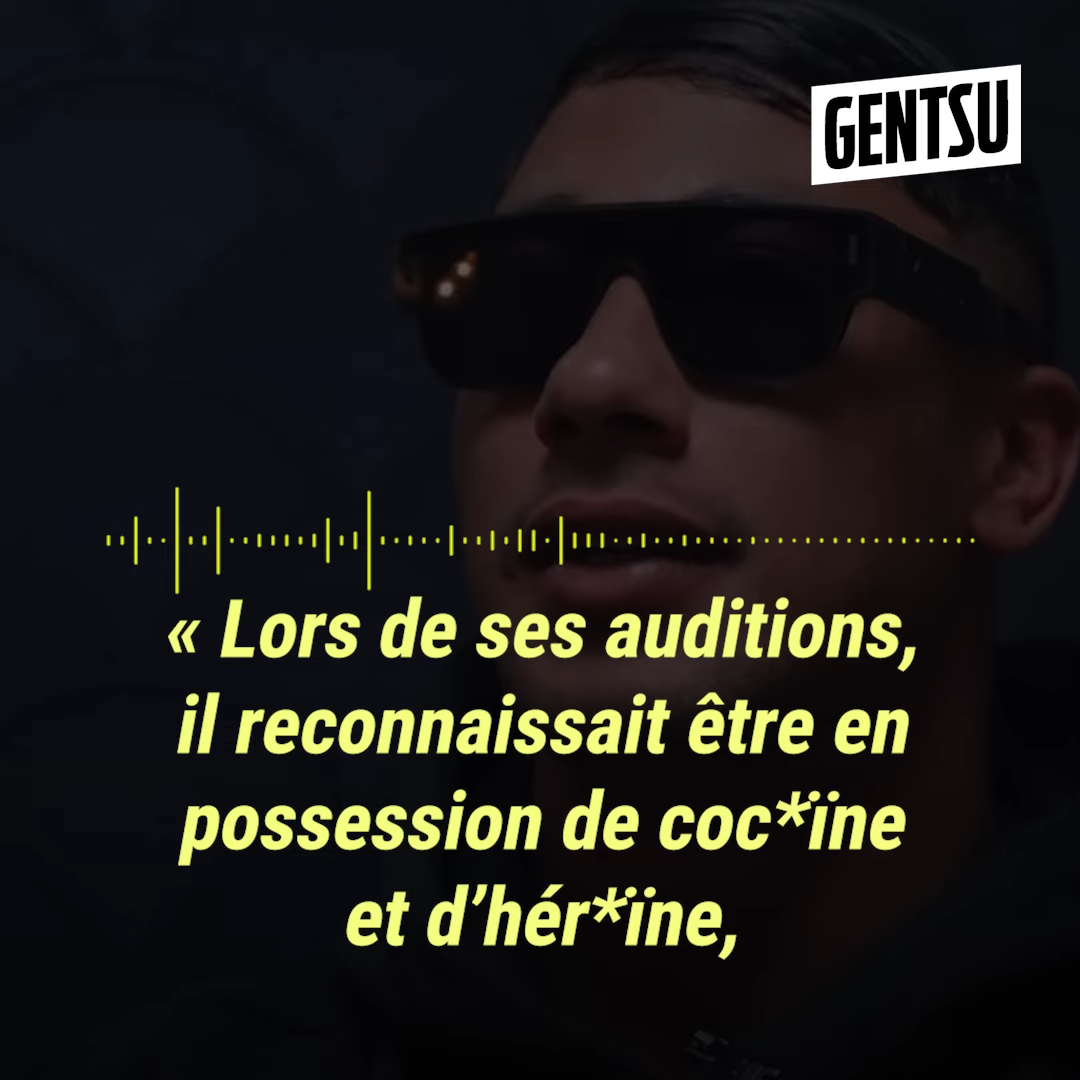 GENTSU
« Lors de ses auditions,
il reconnaissait être en
possession de coc*ïne
et d’hér*ïne,